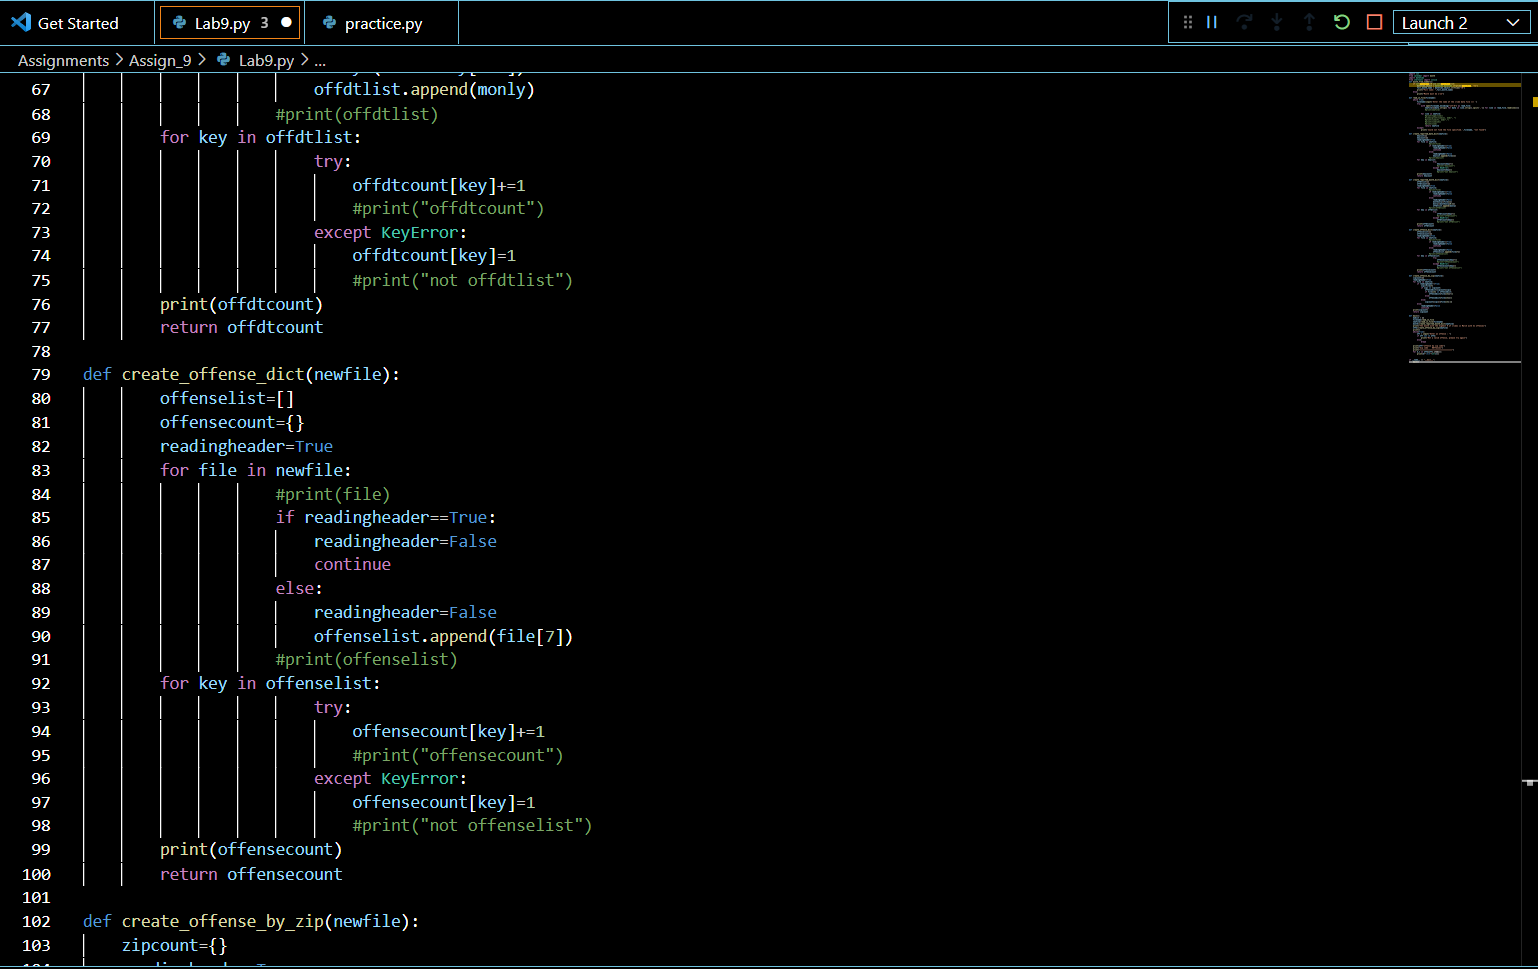 Get Started
Lab9.py 3
practice.py
Launch 2
Assignments > Assign_9 > Lab9.py > ...
67 offdtlist.append(monly)
68 #print(offdtlist)
69 for key in offdtlist:
70 try:
71 offdtcount[key]+=1
72 #print("offdtcount")
73 except KeyError:
74 offdtcount[key]=1
75 #print("not offdtlist")
76 print(offdtcount)
77 return offdtcount
78
79 def create_offense_dict(newfile):
80 offenselist=[]
81 offensecount={}
82 readingheader=True
83 for file in newfile:
84 #print(file)
85 if readingheader==True:
86 readingheader=False
87 continue
88 else:
89 readingheader=False
90 offenselist.append(file[7])
91 #print(offenselist)
92 for key in offenselist:
93 try:
94 offensecount[key]+=1
95 #print("offensecount")
96 except KeyError:
97 offensecount[key]=1
98 #print("not offenselist")
99 print(offensecount)
100 return offensecount
101
102 def create_offense_by_zip(newfile):
103 zipcount={}